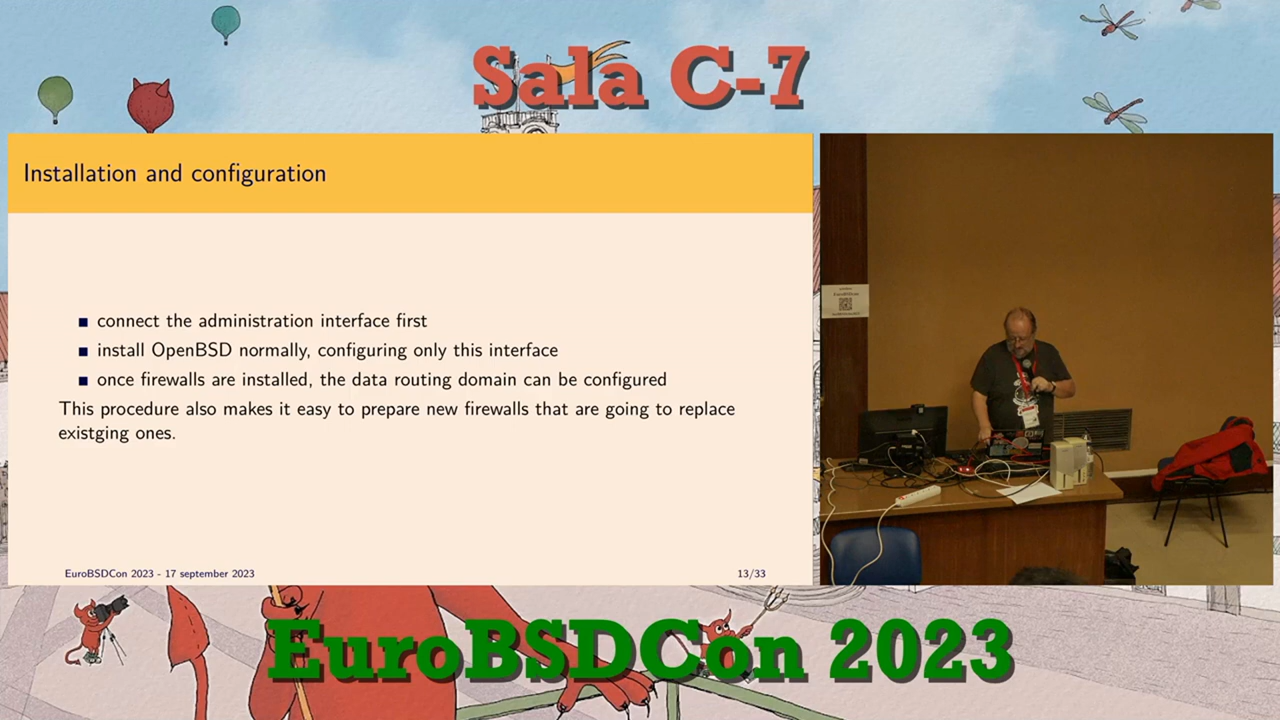 Sala C-7
Installation and configuration
connect the administration interface first
install OpenBSD normally, configuring only this interface
once firewalls are installed, the data routing domain can be configured
This procedure also makes it easy to prepare new firewalls that are going to replace
existging ones.
EuroBSDCon 2023 - 17 september 2023
13/33
EuroBSDCon 2023